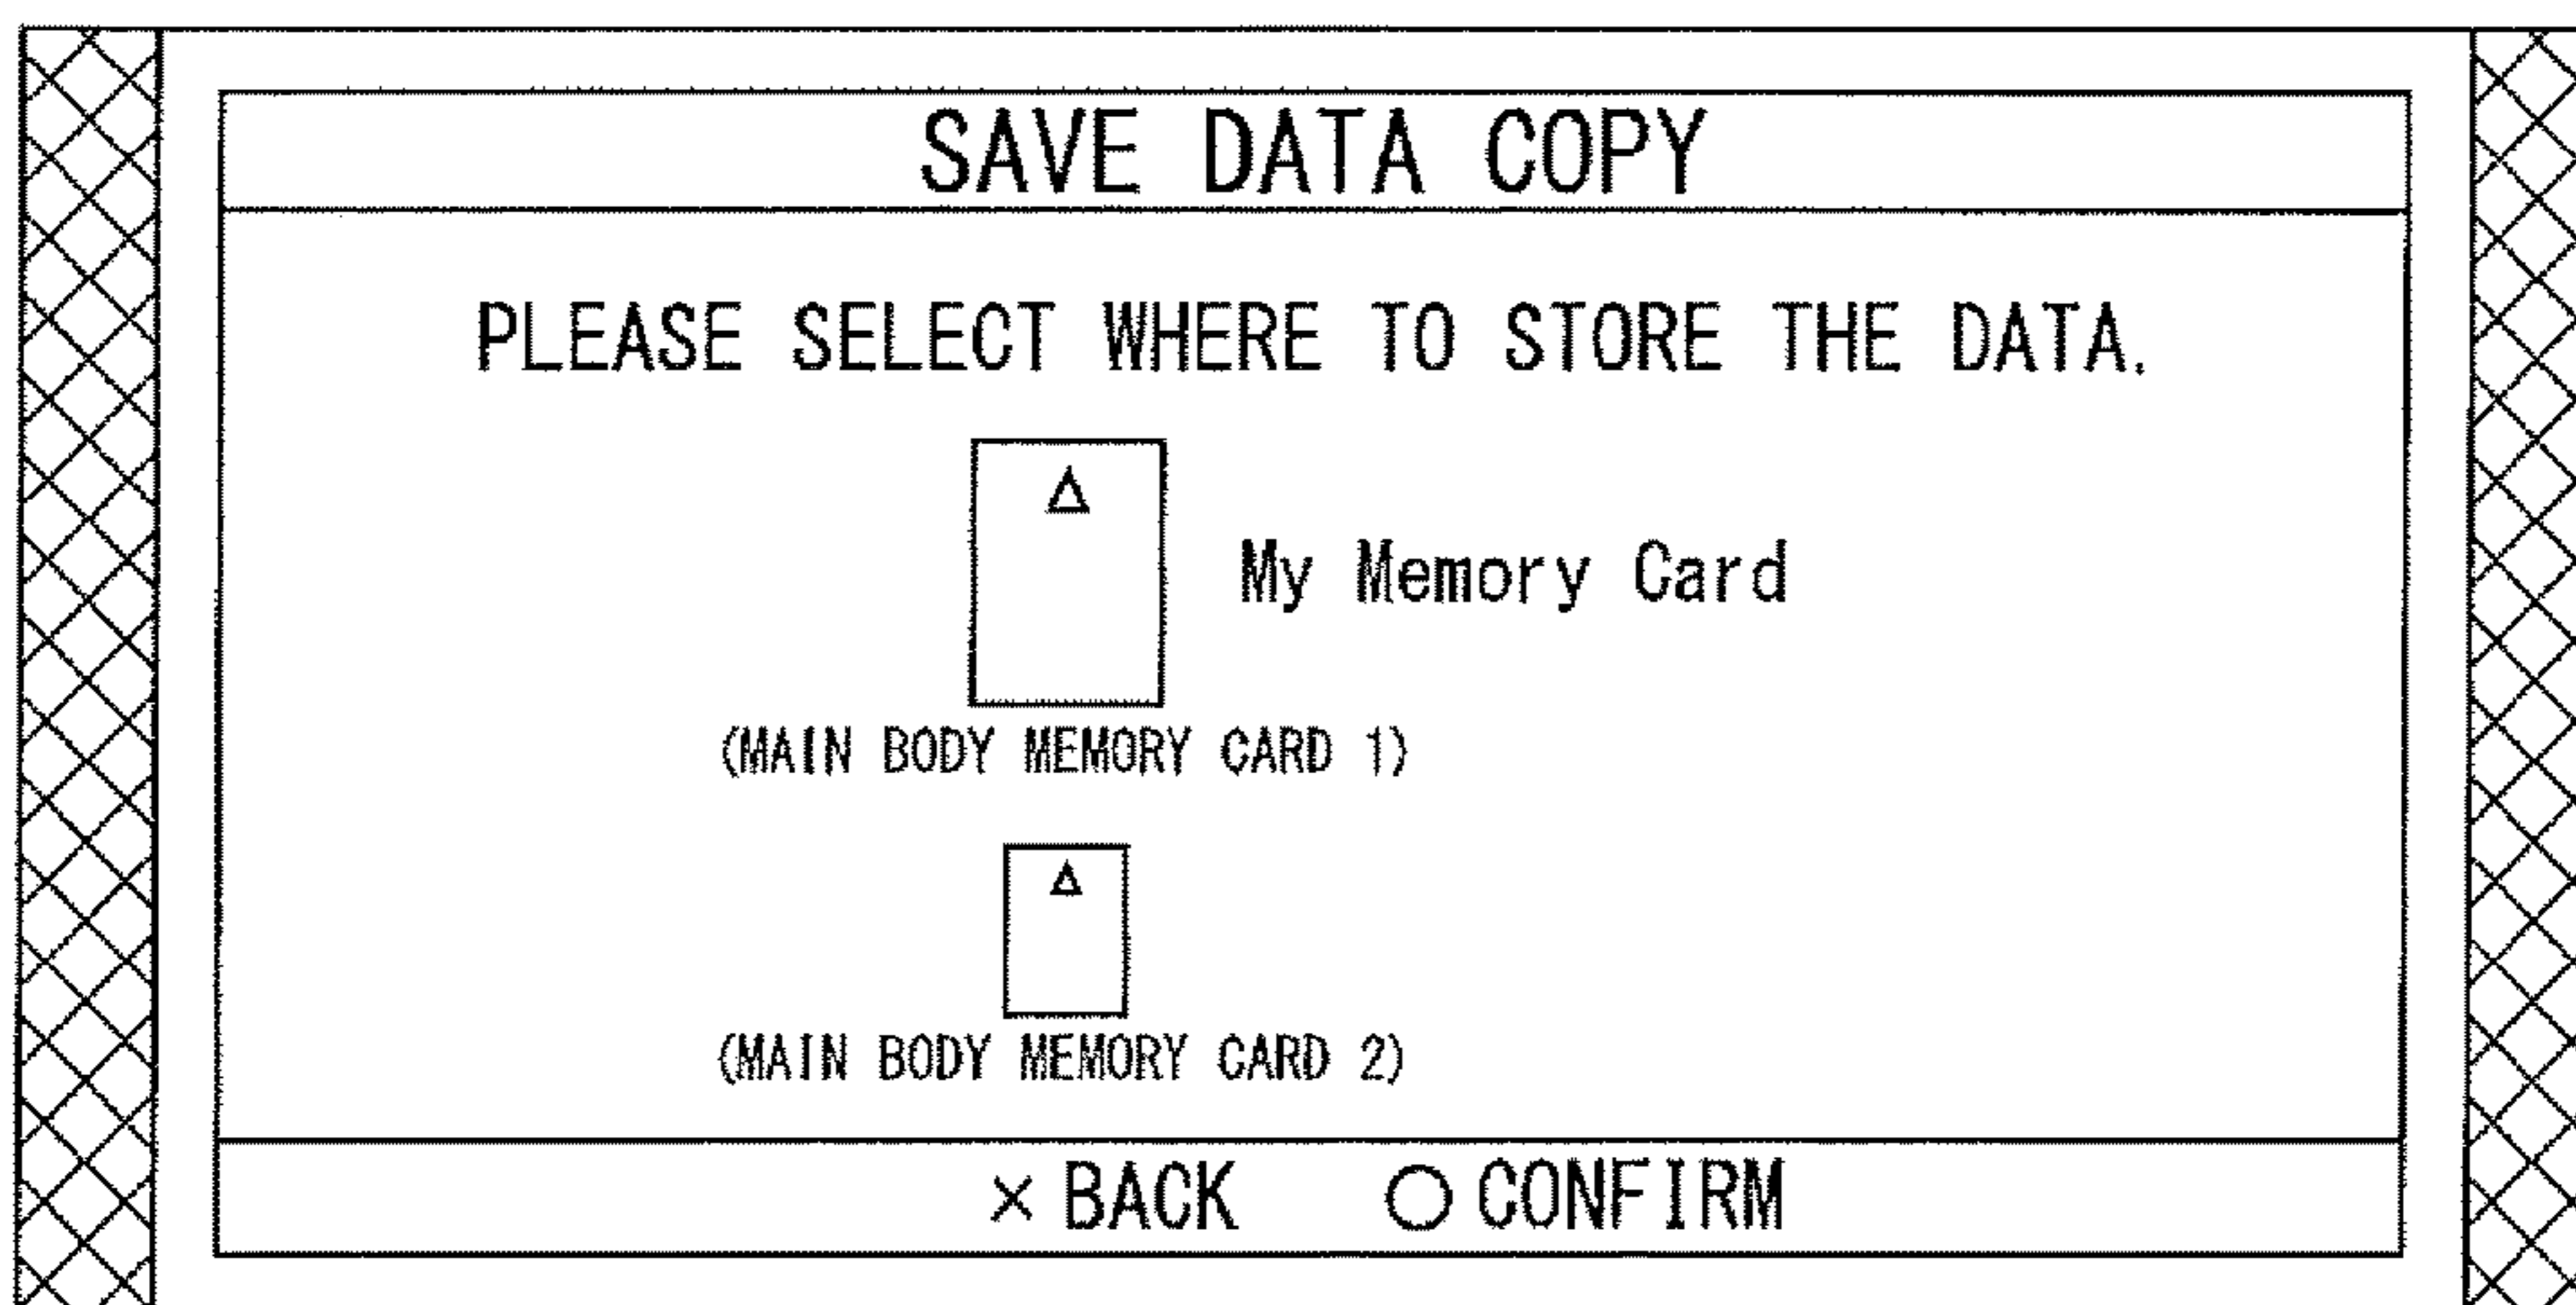 SAVE DATA COPY
PLEASE SELECT WHERE TO STORE THE DATA.
My Memory Card
(MAIN BODY MEMORY CARD 1)
(MAIN BODY MEMORY CARD 2)
× BACK ○ CONFIRM